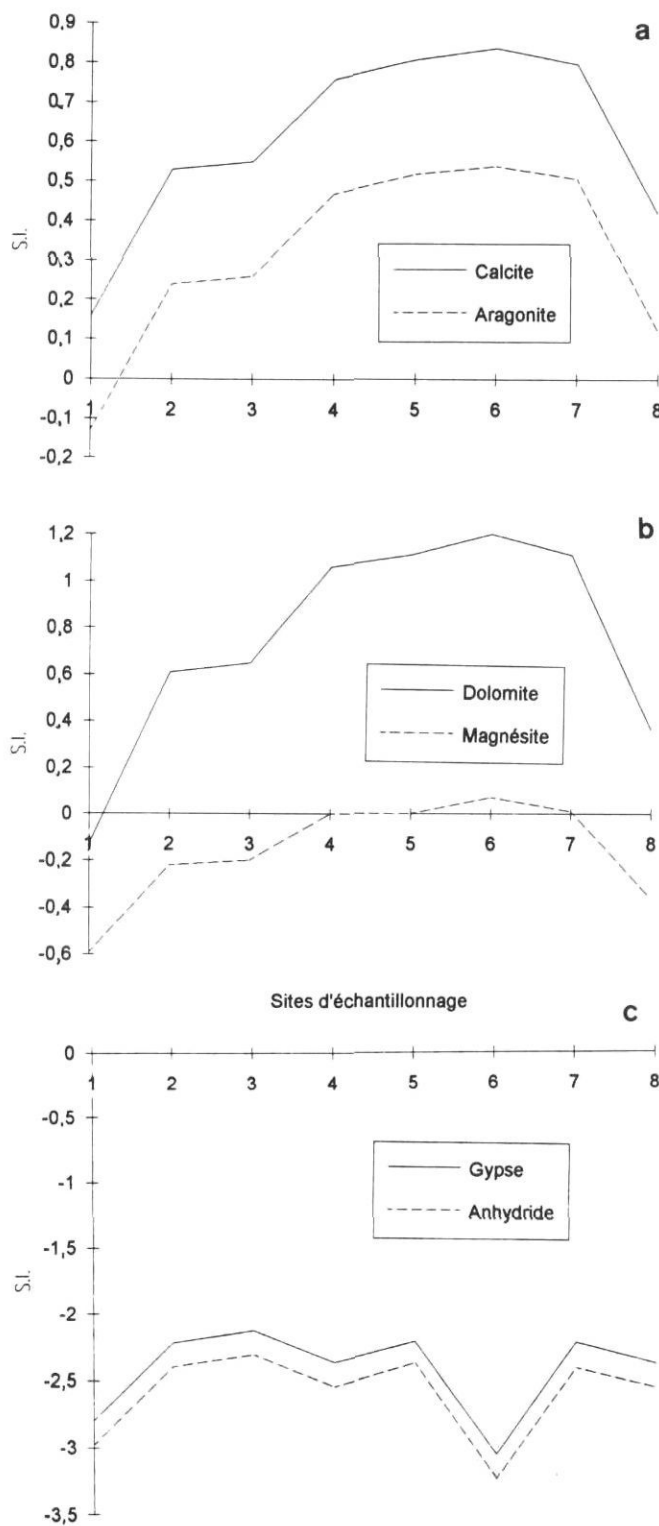 a
0,9
0,8
0,7
0,6
0,5
0,4
0,3
0,2
0,1
0
-0,1
-0,2
S.I.
1 2 3 4 5 6 7 8
Calcite
Aragonite
b
1,2
1
0,8
0,6
0,4
0,2
0
-0,2
-0,4
-0,6
S.I.
1 2 3 4 5 6 7 8
Dolomite
Magnésite
Sites d'échantillonnage
c
0
-0,5
-1
-1,5
-2
-2,5
-3
-3,5
S.I.
1 2 3 4 5 6 7 8
Gypse
Anhydride